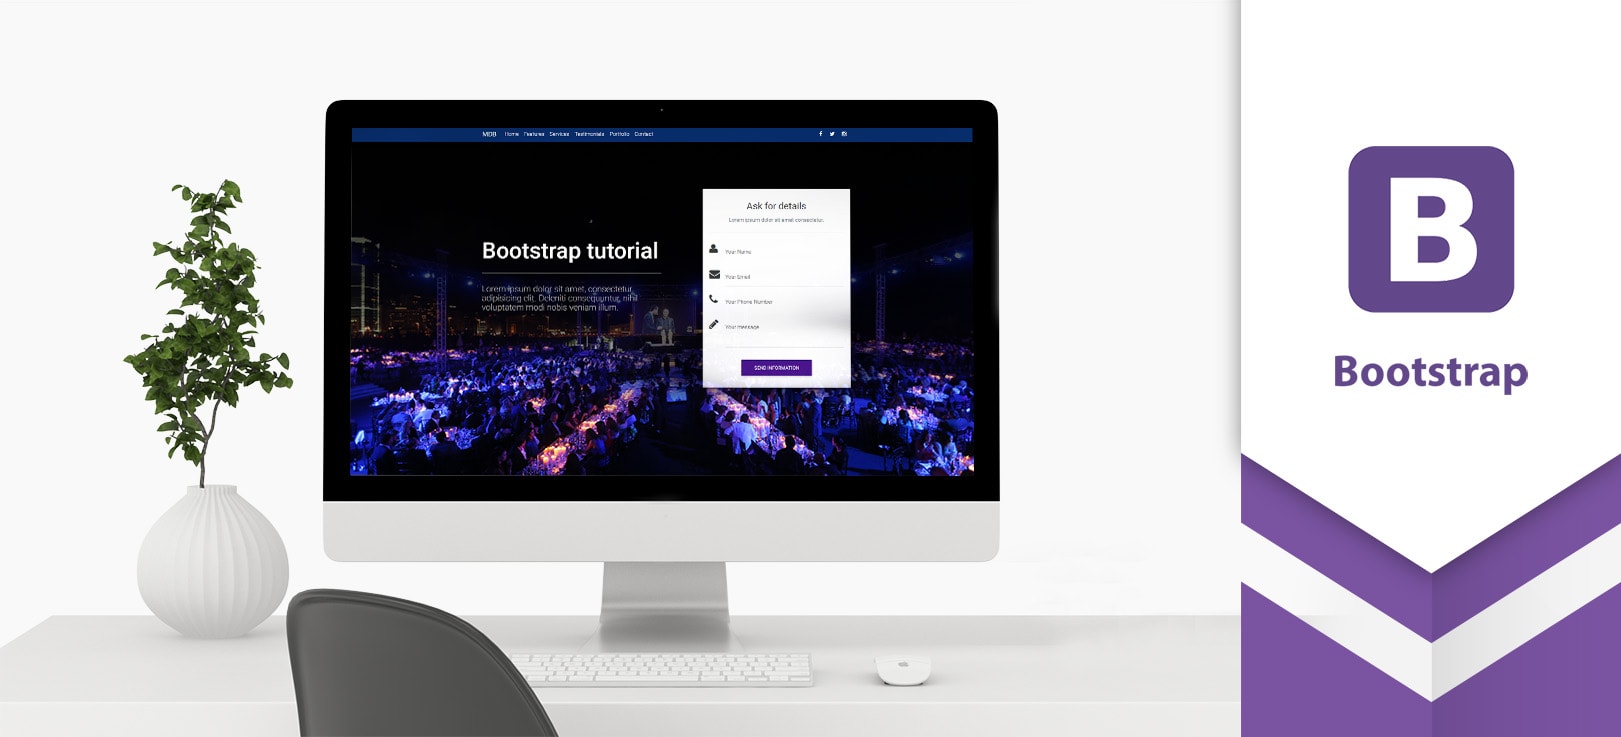 MDB Home Features Services Testimonials Portfolio Contact
Bootstrap tutorial
Lorem ipsum dolor sit amet, consectetur
adipisicing elit. Deleniti consequuntur, nihil
voluptatem modi nobis veniam illum.
Ask for details
Lorem ipsum dolor sit amet consectetur.
Your Name
Your Email
Your Phone Number
Your message
SEND INFORMATION
B
Bootstrap